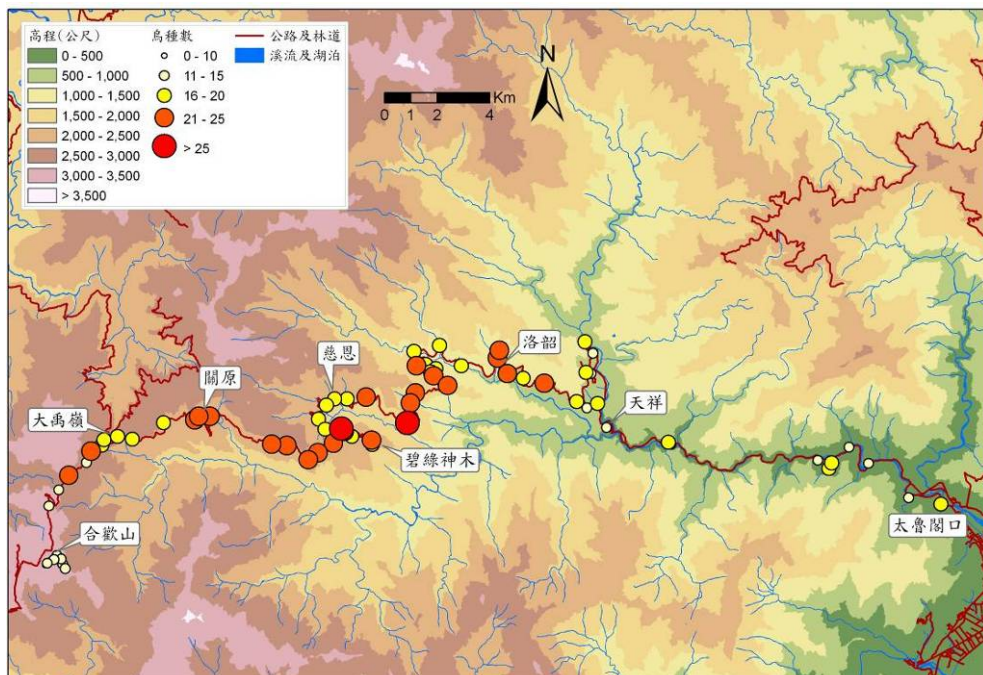 高程(公尺)
0 - 500
500 - 1,000
1,000 - 1,500
1,500 - 2,000
2,000 - 2,500
2,500 - 3,000
3,000 - 3,500
> 3,500
鳥種數
0 - 10
11 - 15
16 - 20
21 - 25
> 25
公路及林道
溪流及湖泊
N
Km
0 1 2 4
慈恩
洛韶
關原
大禹嶺
天祥
碧綠神木
太魯閣口
合歡山